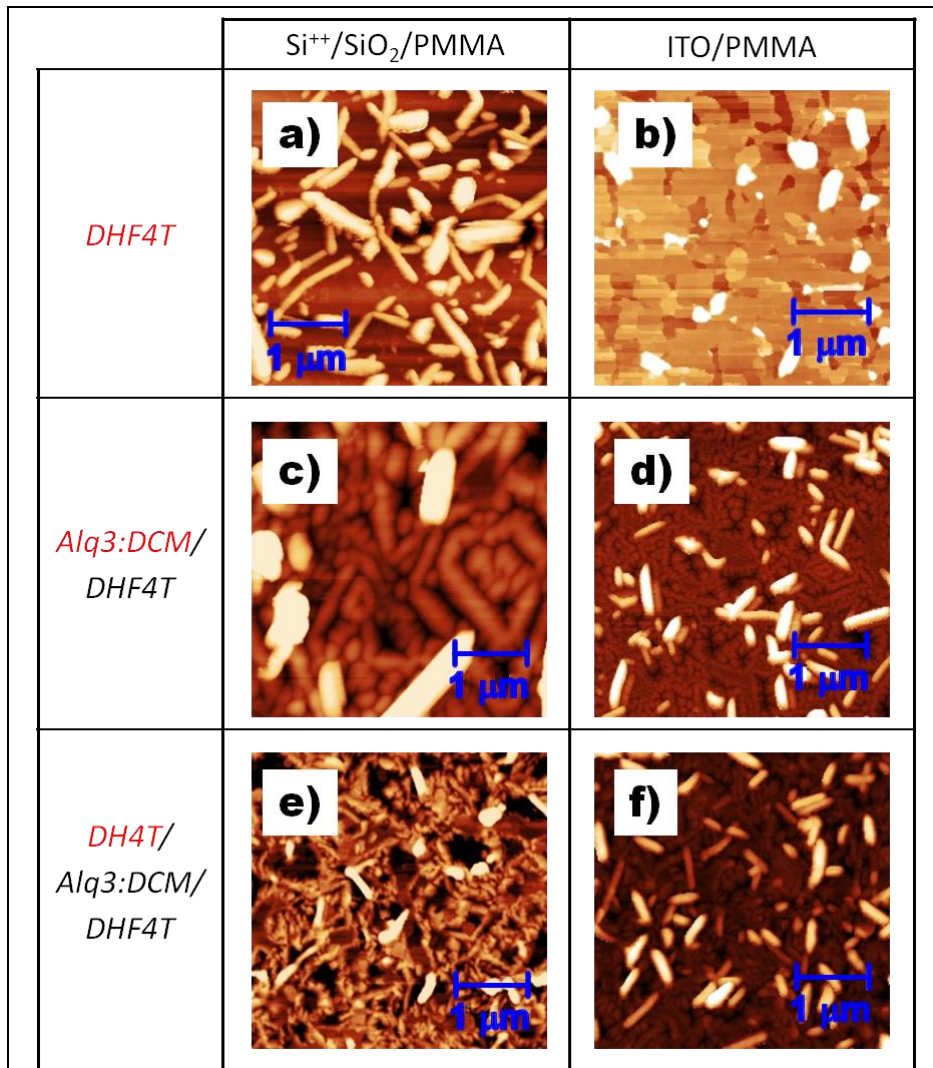 Si⁺⁺/SiO₂/PMMA
ITO/PMMA
DHF4T
a)
1 μm
b)
1 μm
Alq3:DCM/
DHF4T
c)
1 μm
d)
1 μm
DH4T/
Alq3:DCM/
DHF4T
e)
1 μm
f)
1 μm